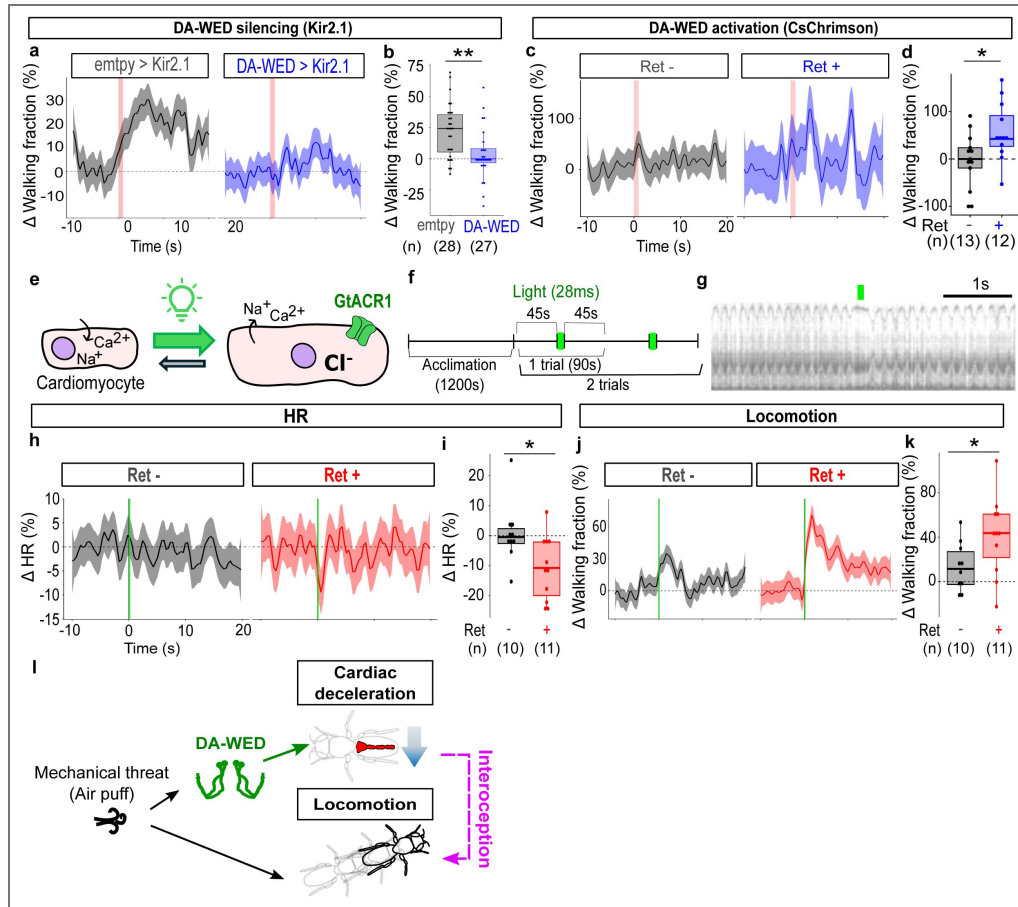 DA-WED silencing (Kir2.1)
DA-WED activation (CsChrimson)
a
emtpy > Kir2.1
DA-WED > Kir2.1
Δ Walking fraction (%)
30
20
10
0
-10
-10 0 10 20
Time (s)
b
**
Δ Walking fraction (%)
75
50
25
0
-25
emtpy DA-WED
(n) (28) (27)
c
Ret -
Ret +
Δ Walking fraction (%)
100
0
-10 0 10 20
Time (s)
d
*
Δ Walking fraction (%)
100
0
-100
Ret - +
(n) (13) (12)
e
Ca2+
Na+
Cardiomyocyte
Na+ Ca2+
GtACR1
Cl-
f
Light (28ms)
45s 45s
Acclimation
(1200s)
1 trial (90s)
2 trials
g
1s
HR
Locomotion
h
Ret -
Ret +
Δ HR (%)
10
5
0
-5
-10
-15
-10 0 10 20
Time (s)
i
*
Δ HR (%)
20
10
0
-10
-20
Ret - +
(n) (10) (11)
j
Ret -
Ret +
Δ Walking fraction (%)
60
30
0
k
*
Δ Walking fraction (%)
80
40
0
Ret - +
(n) (10) (11)
l
Cardiac
deceleration
DA-WED
Mechanical threat
(Air puff)
Locomotion
Interoception